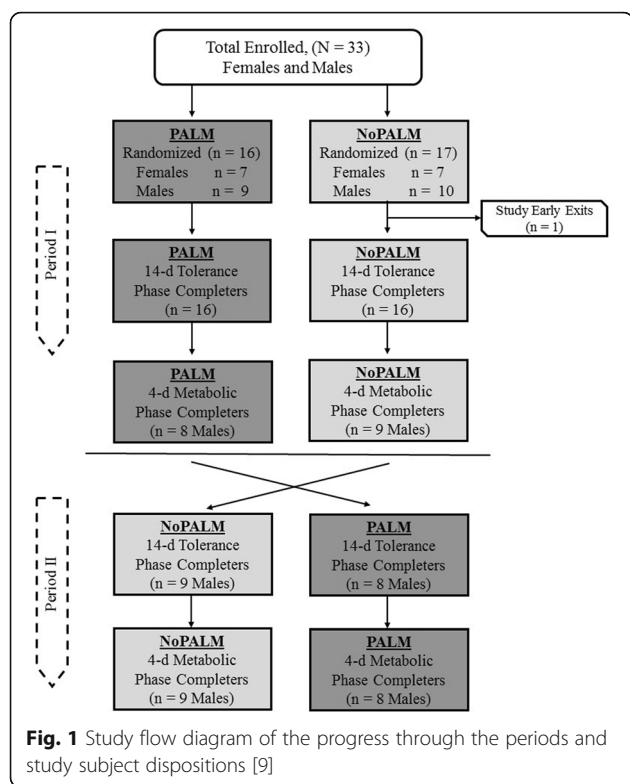 Total Enrolled, (N = 33)
Females and Males
PALM
Randomized (n = 16)
Females n = 7
Males n = 9
NoPALM
Randomized (n = 17)
Females n = 7
Males n = 10
Study Early Exits
(n = 1)
Period I
PALM
14-d Tolerance
Phase Completers
(n = 16)
NoPALM
14-d Tolerance
Phase Completers
(n = 16)
PALM
4-d Metabolic
Phase Completers
(n = 8 Males)
NoPALM
4-d Metabolic
Phase Completers
(n = 9 Males)
Period II
NoPALM
14-d Tolerance
Phase Completers
(n = 9 Males)
PALM
14-d Tolerance
Phase Completers
(n = 8 Males)
NoPALM
4-d Metabolic
Phase Completers
(n = 9 Males)
PALM
4-d Metabolic
Phase Completers
(n = 8 Males)
Fig. 1 Study flow diagram of the progress through the periods and
study subject dispositions [9]